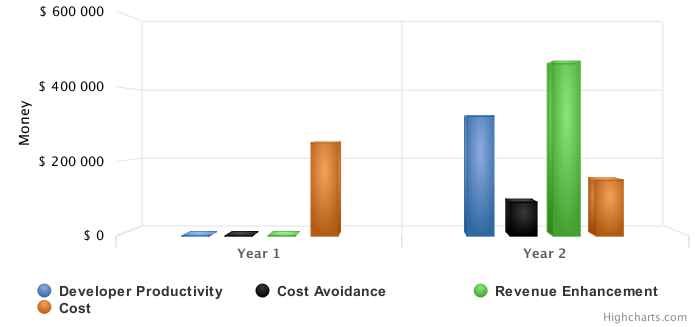 $ 600 000
$ 400 000
$ 200 000
$ 0
Money
Year 1
Year 2
Developer Productivity
Cost Avoidance
Revenue Enhancement
Cost
Highcharts.com